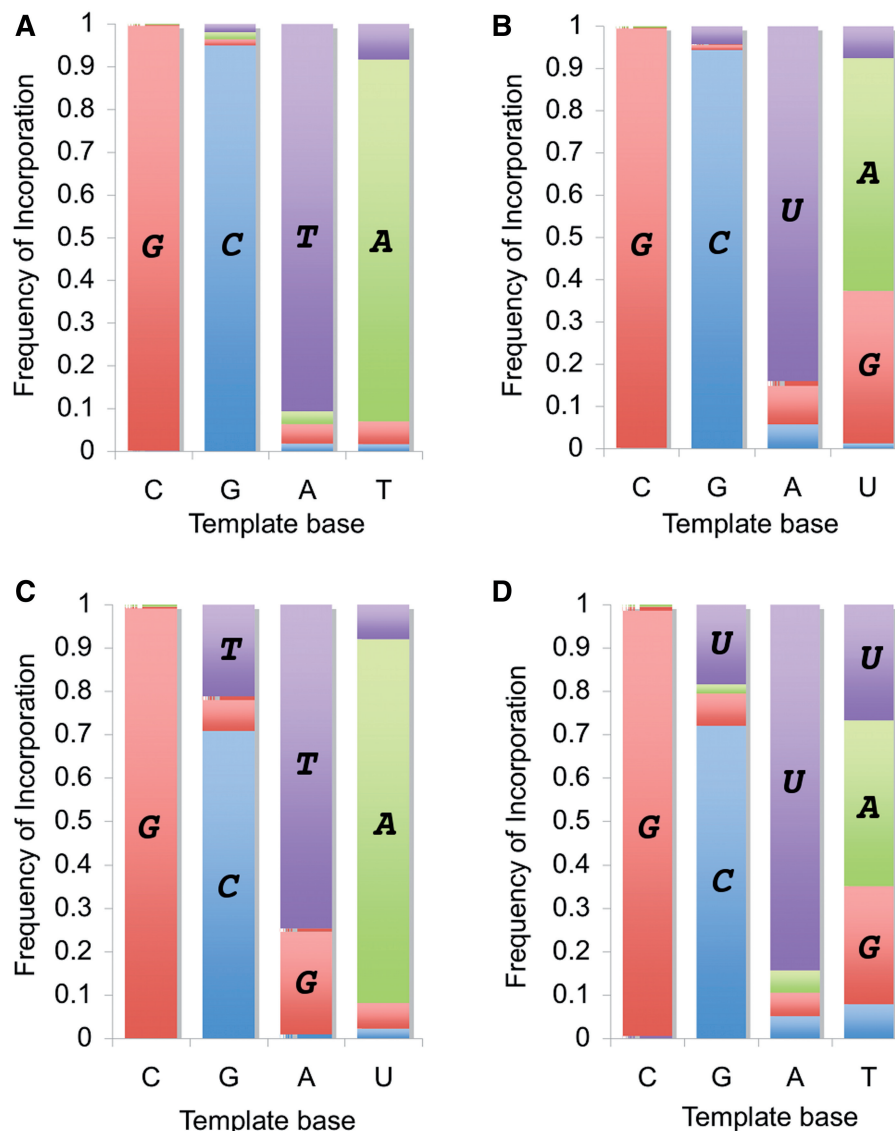 A
Frequency of Incorporation
1
0.9
0.8
0.7
0.6
0.5
0.4
0.3
0.2
0.1
0
G
C
T
A
C G A T
Template base
B
Frequency of Incorporation
1
0.9
0.8
0.7
0.6
0.5
0.4
0.3
0.2
0.1
0
G
C
U
A
G
C G A U
Template base
C
Frequency of Incorporation
1
0.9
0.8
0.7
0.6
0.5
0.4
0.3
0.2
0.1
0
G
T
C
T
G
A
C G A U
Template base
D
Frequency of Incorporation
1
0.9
0.8
0.7
0.6
0.5
0.4
0.3
0.2
0.1
0
G
U
C
U
U
A
G
C G A T
Template base